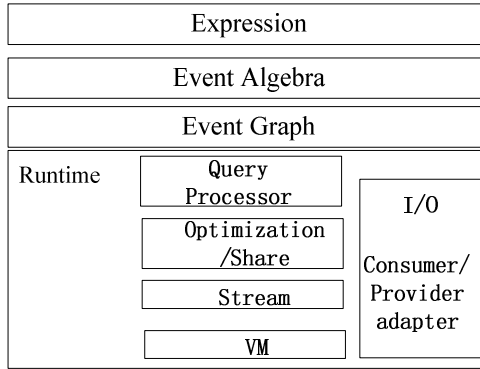 Expression
Event Algebra
Event Graph
Runtime
Query
Processor
Optimization
/Share
Stream
VM
I/O
Consumer/
Provider
adapter